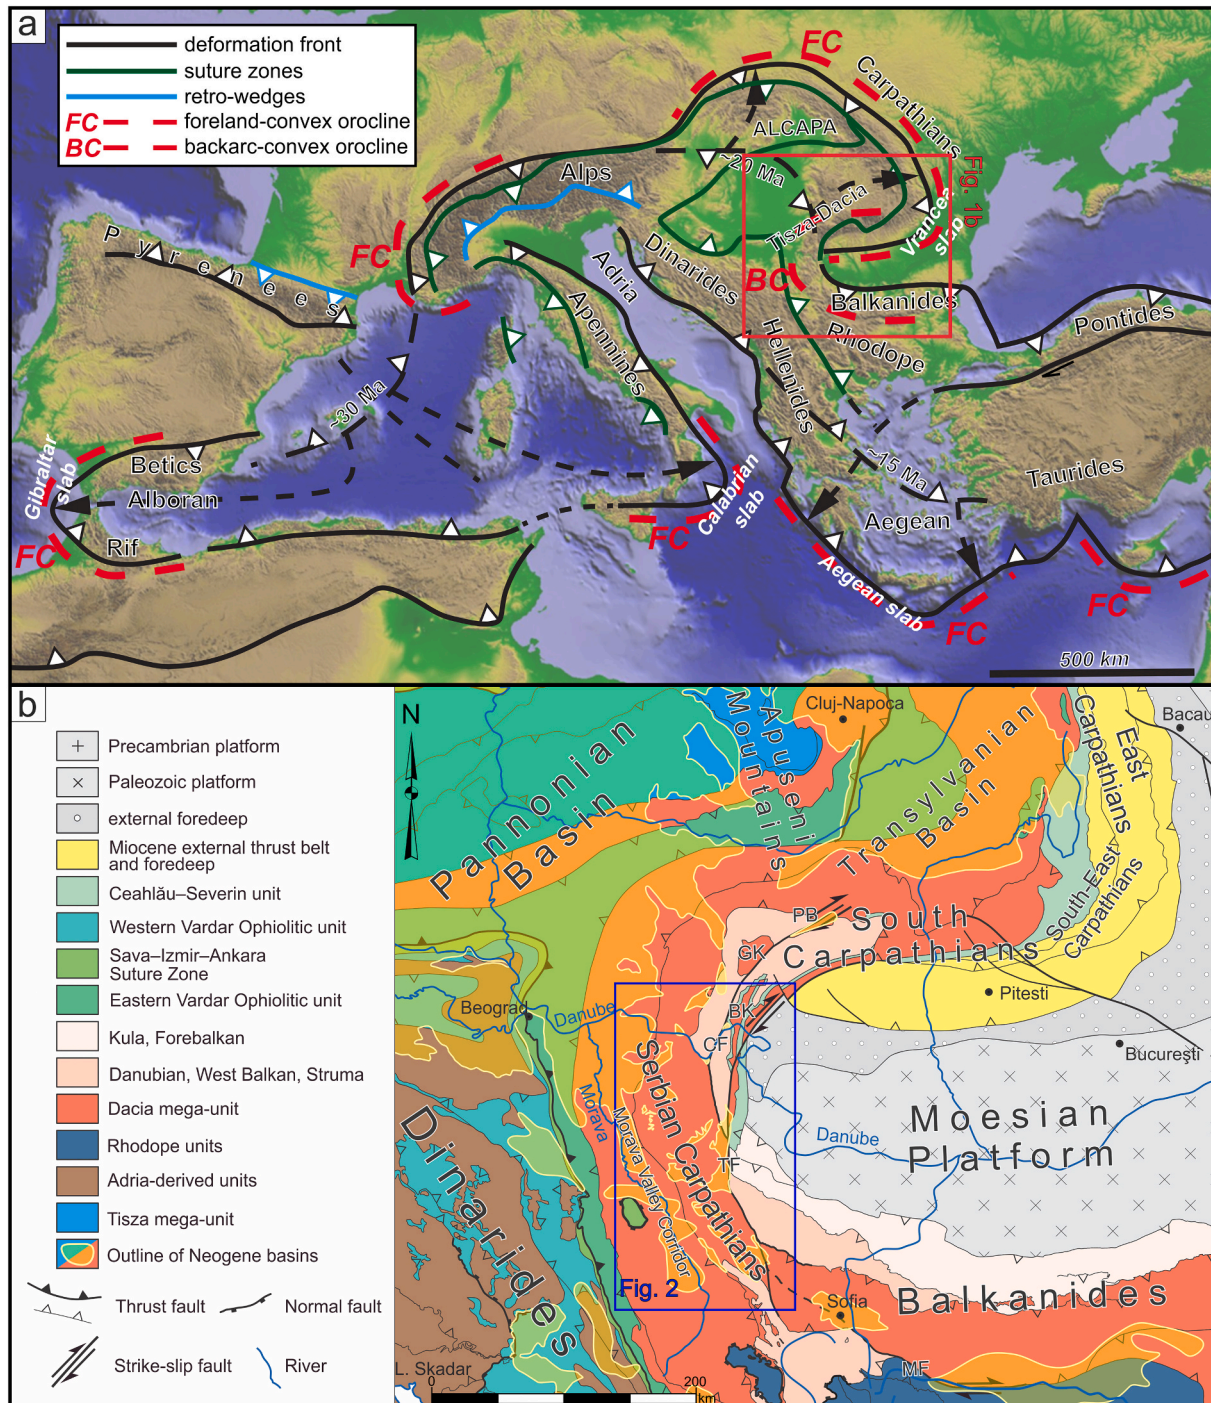 a
deformation front
suture zones
retro-wedges
FC foreland-convex orocline
BC backarc-convex orocline
FC
Carpathians
ALCAPA
~20 Ma
Fig. 1b
Alps
Tisza-Dacia
Vrancea
slab
FC
Pyrenees
Adria
Dinarides
BC
Balkanides
Pontides
Apennines
Hellenides
Rhodope
~30 Ma
Gibraltar
slab
Betics
Alboran
Calabrian
slab
~15 Ma
Taurides
Aegean
FC
Rif
FC
Aegean slab
FC
FC
500 km
b
N
Precambrian platform
Paleozoic platform
external foredeep
Miocene external thrust belt
and foredeep
Ceahlău–Severin unit
Western Vardar Ophiolitic unit
Sava–Izmir–Ankara
Suture Zone
Eastern Vardar Ophiolitic unit
Kula, Forebalkan
Danubian, West Balkan, Struma
Dacia mega-unit
Rhodope units
Adria-derived units
Tisza mega-unit
Outline of Neogene basins
Thrust fault
Normal fault
Strike-slip fault
River
Cluj-Napoca
Bacau
Apuseni
Mountains
Pannonian
Basin
Transylvanian
Basin
East
Carpathians
South-East
Carpathians
PB
South
Carpathians
GK
Pitesti
Beograd
Danube
BK
CF
Bucureşti
Serbian Carpathians
Morava
Morava Valley Corridor
Moesian
Platform
Danube
TF
Dinarides
Fig. 2
Sofia
Balkanides
MF
L. Skadar
0
200
km